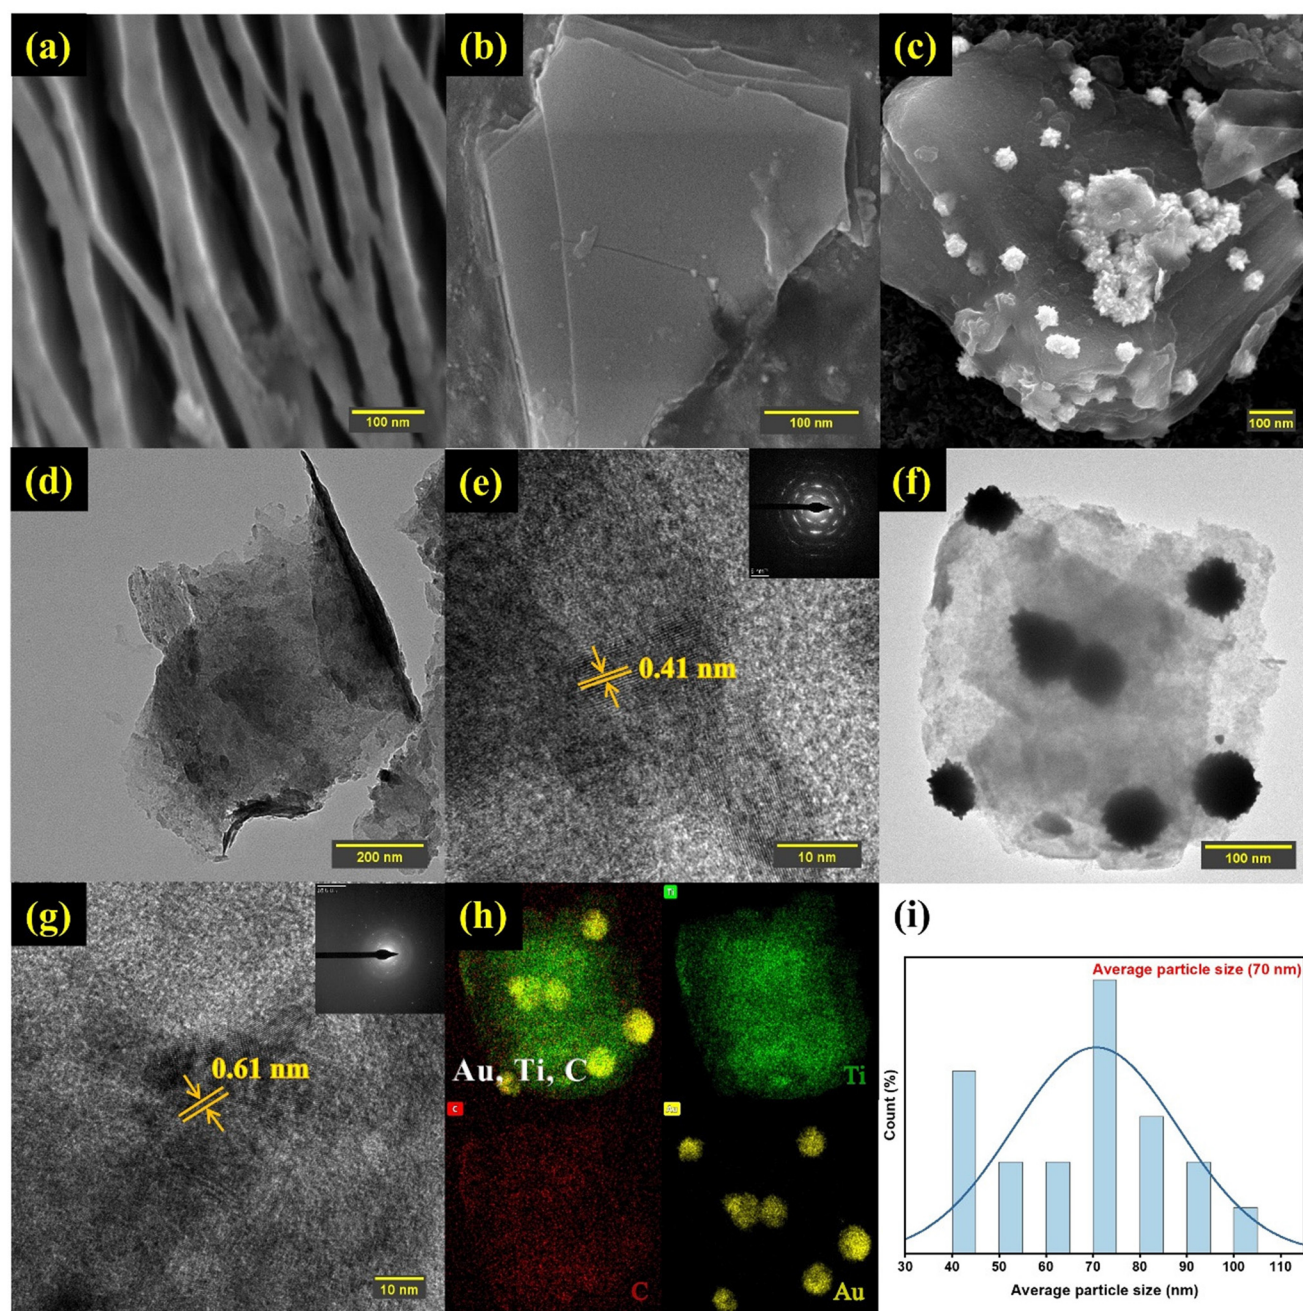 (a)
100 nm
(b)
100 nm
(c)
100 nm
(d)
200 nm
(e)
0.41 nm
10 nm
(f)
100 nm
(g)
0.61 nm
10 nm
(h)
Au, Ti, C
Ti
Ti
C
C
Au
Au
(i)
Average particle size (70 nm)
Count (%)
30 40 50 60 70 80 90 100 110
Average particle size (nm)